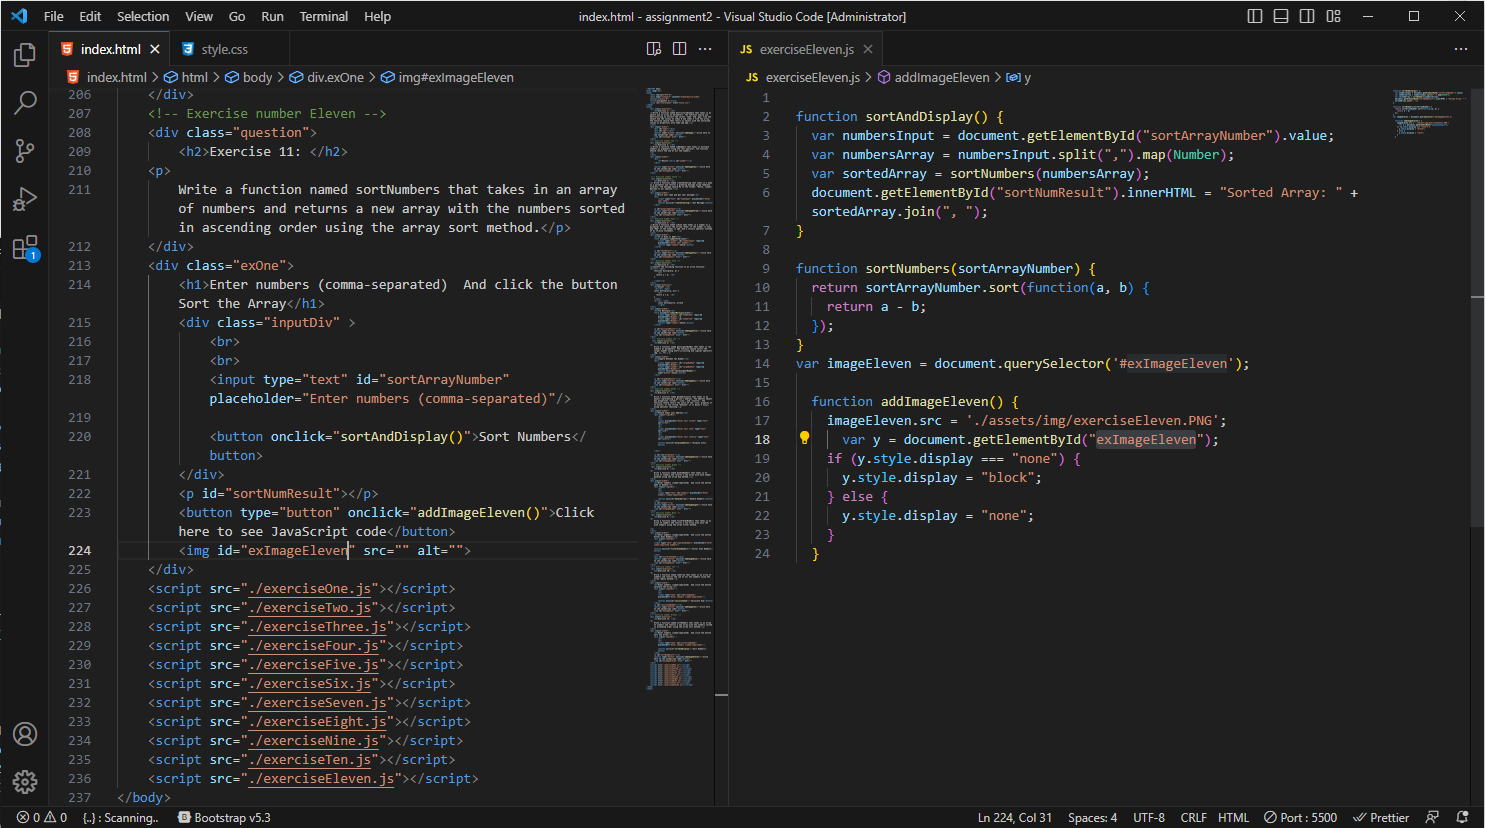 File Edit Selection View Go Run Terminal Help index.html - assignment2 - Visual Studio Code [Administrator]
index.html style.css
index.html > html > body > div.exOne > img#exImageEleven
206 </div>
207 <!-- Exercise number Eleven -->
208 <div class="question">
209 <h2>Exercise 11: </h2>
210 <p>
211 Write a function named sortNumbers that takes in an array
of numbers and returns a new array with the numbers sorted
in ascending order using the array sort method.</p>
212 </div>
213 <div class="exOne">
214 <h1>Enter numbers (comma-separated)  And click the button
Sort the Array</h1>
215 <div class="inputDiv" >
216 <br>
217 <br>
218 <input type="text" id="sortArrayNumber"
placeholder="Enter numbers (comma-separated)"/>
219
220 <button onclick="sortAndDisplay()">Sort Numbers</
button>
221 </div>
222 <p id="sortNumResult"></p>
223 <button type="button" onclick="addImageEleven()">Click
here to see JavaScript code</button>
224 <img id="exImageEleven" src="" alt="">
225 </div>
226 <script src="./exerciseOne.js"></script>
227 <script src="./exerciseTwo.js"></script>
228 <script src="./exerciseThree.js"></script>
229 <script src="./exerciseFour.js"></script>
230 <script src="./exerciseFive.js"></script>
231 <script src="./exerciseSix.js"></script>
232 <script src="./exerciseSeven.js"></script>
233 <script src="./exerciseEight.js"></script>
234 <script src="./exerciseNine.js"></script>
235 <script src="./exerciseTen.js"></script>
236 <script src="./exerciseEleven.js"></script>
237 </body>
JS exerciseEleven.js
JS exerciseEleven.js > addImageEleven > y
1
2 function sortAndDisplay() {
3 var numbersInput = document.getElementById("sortArrayNumber").value;
4 var numbersArray = numbersInput.split(",").map(Number);
5 var sortedArray = sortNumbers(numbersArray);
6 document.getElementById("sortNumResult").innerHTML = "Sorted Array: " +
sortedArray.join(", ");
7 }
8
9 function sortNumbers(sortArrayNumber) {
10 return sortArrayNumber.sort(function(a, b) {
11 return a - b;
12 });
13 }
14 var imageEleven = document.querySelector('#exImageEleven');
15
16 function addImageEleven() {
17 imageEleven.src = './assets/img/exerciseEleven.PNG';
18 var y = document.getElementById("exImageEleven");
19 if (y.style.display === "none") {
20 y.style.display = "block";
21 } else {
22 y.style.display = "none";
23 }
24 }
1
0 0 {..} : Scanning.. B Bootstrap v5.3 Ln 224, Col 31 Spaces: 4 UTF-8 CRLF HTML Port : 5500 Prettier